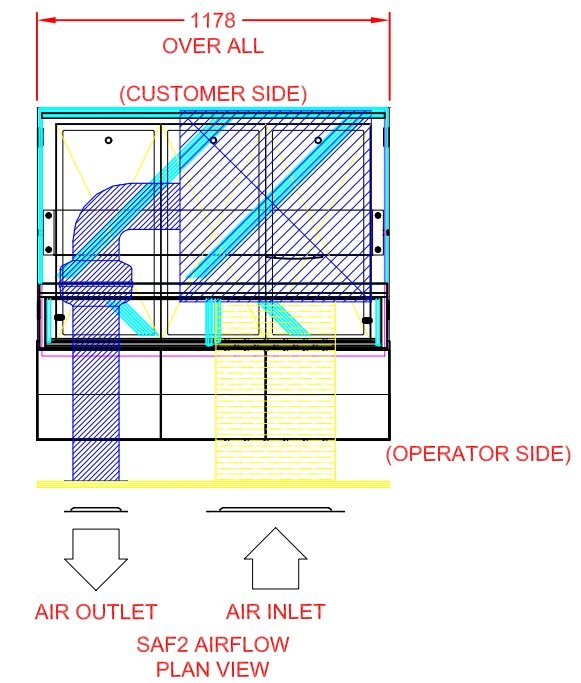 1178
OVER ALL
(CUSTOMER SIDE)
(OPERATOR SIDE)
AIR OUTLET
AIR INLET
SAF2 AIRFLOW
PLAN VIEW